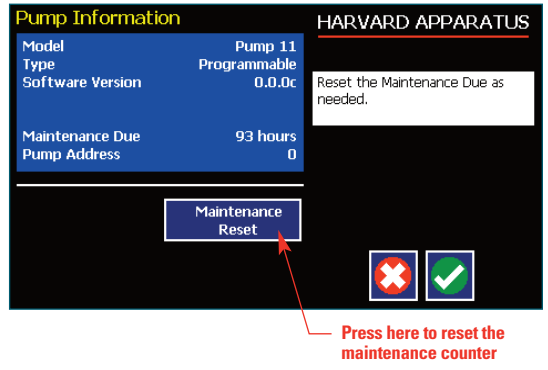 Pump Information
Model Pump 11
Type Programmable
Software Version 0.0.0c
Maintenance Due 93 hours
Pump Address 0
Maintenance
Reset
HARVARD APPARATUS
Reset the Maintenance Due as
needed.
Press here to reset the
maintenance counter